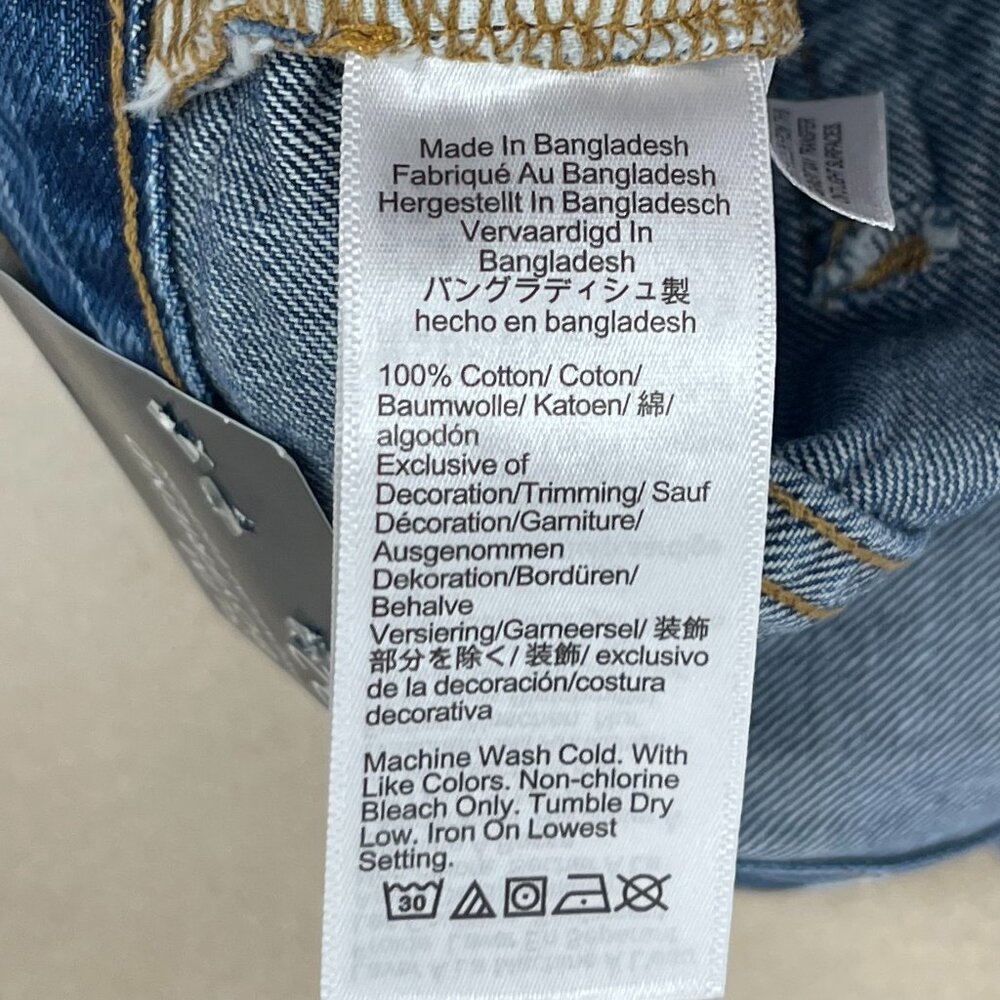 Made In Bangladesh
Fabriqué Au Bangladesh
Hergestellt In Bangladesch
Vervaardigd In
Bangladesh
バングラディシュ製
hecho en bangladesh
100% Cotton/ Coton/
Baumwolle/ Katoen/ 綿/
algodón
Exclusive of
Decoration/Trimming/ Sauf
Décoration/Garniture/
Ausgenommen
Dekoration/Bordüren/
Behalve
Versiering/Garneersel/ 装飾
部分を除く/ 装飾/ exclusivo
de la decoración/costura
decorativa
Machine Wash Cold. With
Like Colors. Non-chlorine
Bleach Only. Tumble Dry
Low. Iron On Lowest
Setting.
30
TRANSFER
SURFACES.